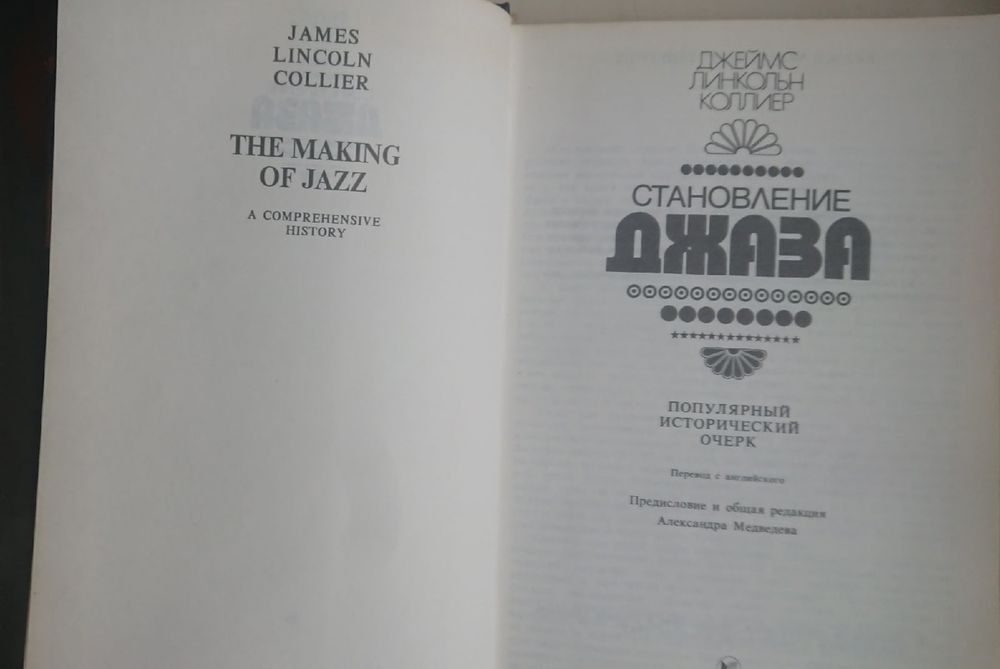 JAMES
LINCOLN
COLLIER
THE MAKING
OF JAZZ
A COMPREHENSIVE
HISTORY
ДЖЕЙМС
ЛИНКОЛЬН
КОЛЛИЕР
СТАНОВЛЕНИЕ
ДЖАЗА
ПОПУЛЯРНЫЙ
ИСТОРИЧЕСКИЙ
ОЧЕРК
Перевод с английского
Предисловие и общая редакция
Александра Медведева